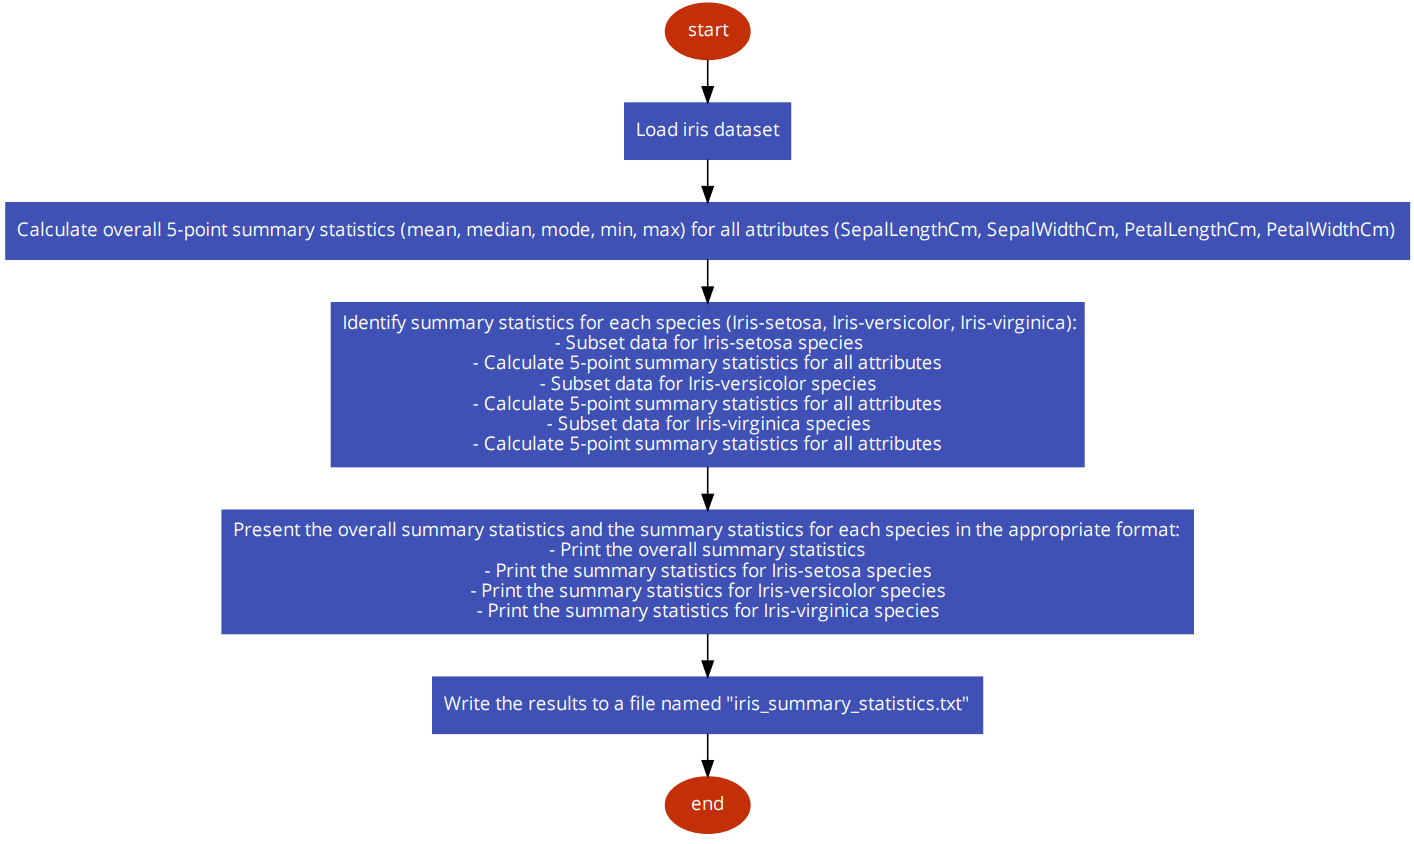 start
Load iris dataset
Calculate overall 5-point summary statistics (mean, median, mode, min, max) for all attributes (SepalLengthCm, SepalWidthCm, PetalLengthCm, PetalWidthCm)
Identify summary statistics for each species (Iris-setosa, Iris-versicolor, Iris-virginica):
- Subset data for Iris-setosa species
- Calculate 5-point summary statistics for all attributes
- Subset data for Iris-versicolor species
- Calculate 5-point summary statistics for all attributes
- Subset data for Iris-virginica species
- Calculate 5-point summary statistics for all attributes
Present the overall summary statistics and the summary statistics for each species in the appropriate format:
- Print the overall summary statistics
- Print the summary statistics for Iris-setosa species
- Print the summary statistics for Iris-versicolor species
- Print the summary statistics for Iris-virginica species
Write the results to a file named "iris_summary_statistics.txt"
end